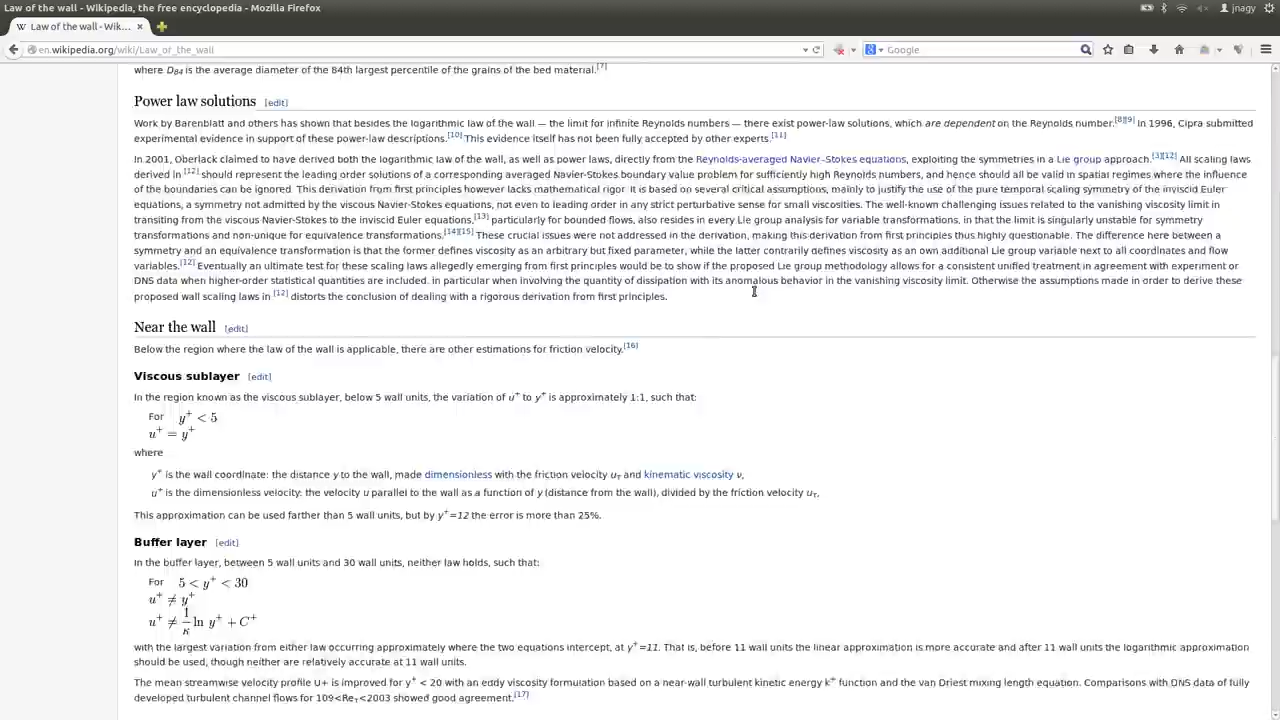 Law of the wall - Wikipedia, the free encyclopedia - Mozilla Firefox
jnagy
Law of the wall - Wik...
en.wikipedia.org/wiki/Law_of_the_wall
Google
where D84 is the average diameter of the 84th largest percentile of the grains of the bed material.[7]
Power law solutions [edit]
Work by Barenblatt and others has shown that besides the logarithmic law of the wall — the limit for infinite Reynolds numbers — there exist power-law solutions, which are dependent on the Reynolds number.[8][9] In 1996, Cipra submitted
experimental evidence in support of these power-law descriptions.[10] This evidence itself has not been fully accepted by other experts.[11]
In 2001, Oberlack claimed to have derived both the logarithmic law of the wall, as well as power laws, directly from the Reynolds-averaged Navier–Stokes equations, exploiting the symmetries in a Lie group approach.[3][12] All scaling laws
derived in [12] should represent the leading order solutions of a corresponding averaged Navier-Stokes boundary value problem for sufficiently high Reynolds numbers, and hence should all be valid in spatial regimes where the influence
of the boundaries can be ignored. This derivation from first principles however lacks mathematical rigor. It is based on several critical assumptions, mainly to justify the use of the pure temporal scaling symmetry of the inviscid Euler
equations, a symmetry not admitted by the viscous Navier-Stokes equations, not even to leading order in any strict perturbative sense for small viscosities. The well-known challenging issues related to the vanishing viscosity limit in
transiting from the viscous Navier-Stokes to the inviscid Euler equations,[13] particularly for bounded flows, also resides in every Lie group analysis for variable transformations, in that the limit is singularly unstable for symmetry
transformations and non-unique for equivalence transformations.[14][15] These crucial issues were not addressed in the derivation, making this derivation from first principles thus highly questionable. The difference here between a
symmetry and an equivalence transformation is that the former defines viscosity as an arbitrary but fixed parameter, while the latter contrarily defines viscosity as an own additional Lie group variable next to all coordinates and flow
variables.[12] Eventually an ultimate test for these scaling laws allegedly emerging from first principles would be to show if the proposed Lie group methodology allows for a consistent unified treatment in agreement with experiment or
DNS data when higher-order statistical quantities are included, in particular when involving the quantity of dissipation with its anomalous behavior in the vanishing viscosity limit. Otherwise the assumptions made in order to derive these
proposed wall scaling laws in [12] distorts the conclusion of dealing with a rigorous derivation from first principles.
Near the wall [edit]
Below the region where the law of the wall is applicable, there are other estimations for friction velocity.[16]
Viscous sublayer [edit]
In the region known as the viscous sublayer, below 5 wall units, the variation of u+ to y+ is approximately 1:1, such that:
For y+ < 5
u+ = y+
where
y+ is the wall coordinate: the distance y to the wall, made dimensionless with the friction velocity uτ and kinematic viscosity ν,
u+ is the dimensionless velocity: the velocity u parallel to the wall as a function of y (distance from the wall), divided by the friction velocity uτ,
This approximation can be used farther than 5 wall units, but by y+=12 the error is more than 25%.
Buffer layer [edit]
In the buffer layer, between 5 wall units and 30 wall units, neither law holds, such that:
For 5 < y+ < 30
u+ ≠ y+
u+ ≠ 1/κ ln y+ + C+
with the largest variation from either law occurring approximately where the two equations intercept, at y+=11. That is, before 11 wall units the linear approximation is more accurate and after 11 wall units the logarithmic approximation
should be used, though neither are relatively accurate at 11 wall units.
The mean streamwise velocity profile U+ is improved for y+ < 20 with an eddy viscosity formulation based on a near-wall turbulent kinetic energy k+ function and the van Driest mixing length equation. Comparisons with DNS data of fully
developed turbulent channel flows for 109<Reτ<2003 showed good agreement.[17]